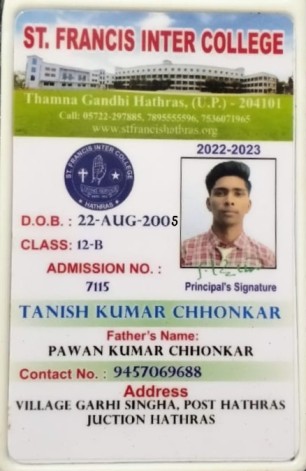 ST. FRANCIS INTER COLLEGE
Thamna Gandhi Hathras, (U.P.) - 204101
Call: 05722-297885, 7895555596, 7536071965
www.stfrancishathras.org
2022-2023
ST. FRANCIS INTER COLLEGE
HATHRAS
D.O.B. : 22-AUG-2005
CLASS: 12-B
ADMISSION NO. :
7115
Principal's Signature
TANISH KUMAR CHHONKAR
Father's Name:
PAWAN KUMAR CHHONKAR
Contact No. : 9457069688
Address
VILLAGE GARHI SINGHA, POST HATHRAS
JUCTION HATHRAS